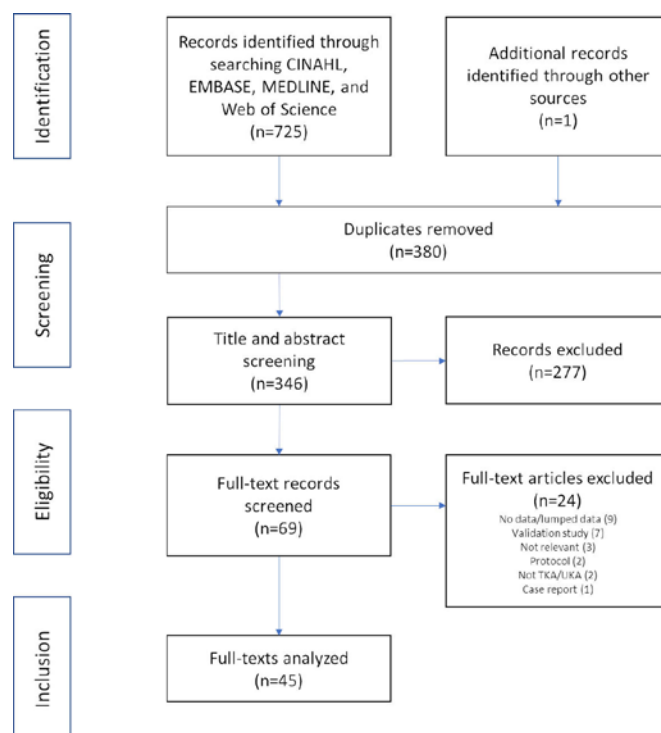 Identification
Records identified through
searching CINAHL,
EMBASE, MEDLINE, and
Web of Science
(n=725)
Additional records
identified through other
sources
(n=1)
Screening
Duplicates removed
(n=380)
Title and abstract
screening
(n=346)
Records excluded
(n=277)
Eligibility
Full-text records
screened
(n=69)
Full-text articles excluded
(n=24)
No data/lumped data (9)
Validation study (7)
Not relevant (3)
Protocol (2)
Not TKA/UKA (2)
Case report (1)
Inclusion
Full-texts analyzed
(n=45)